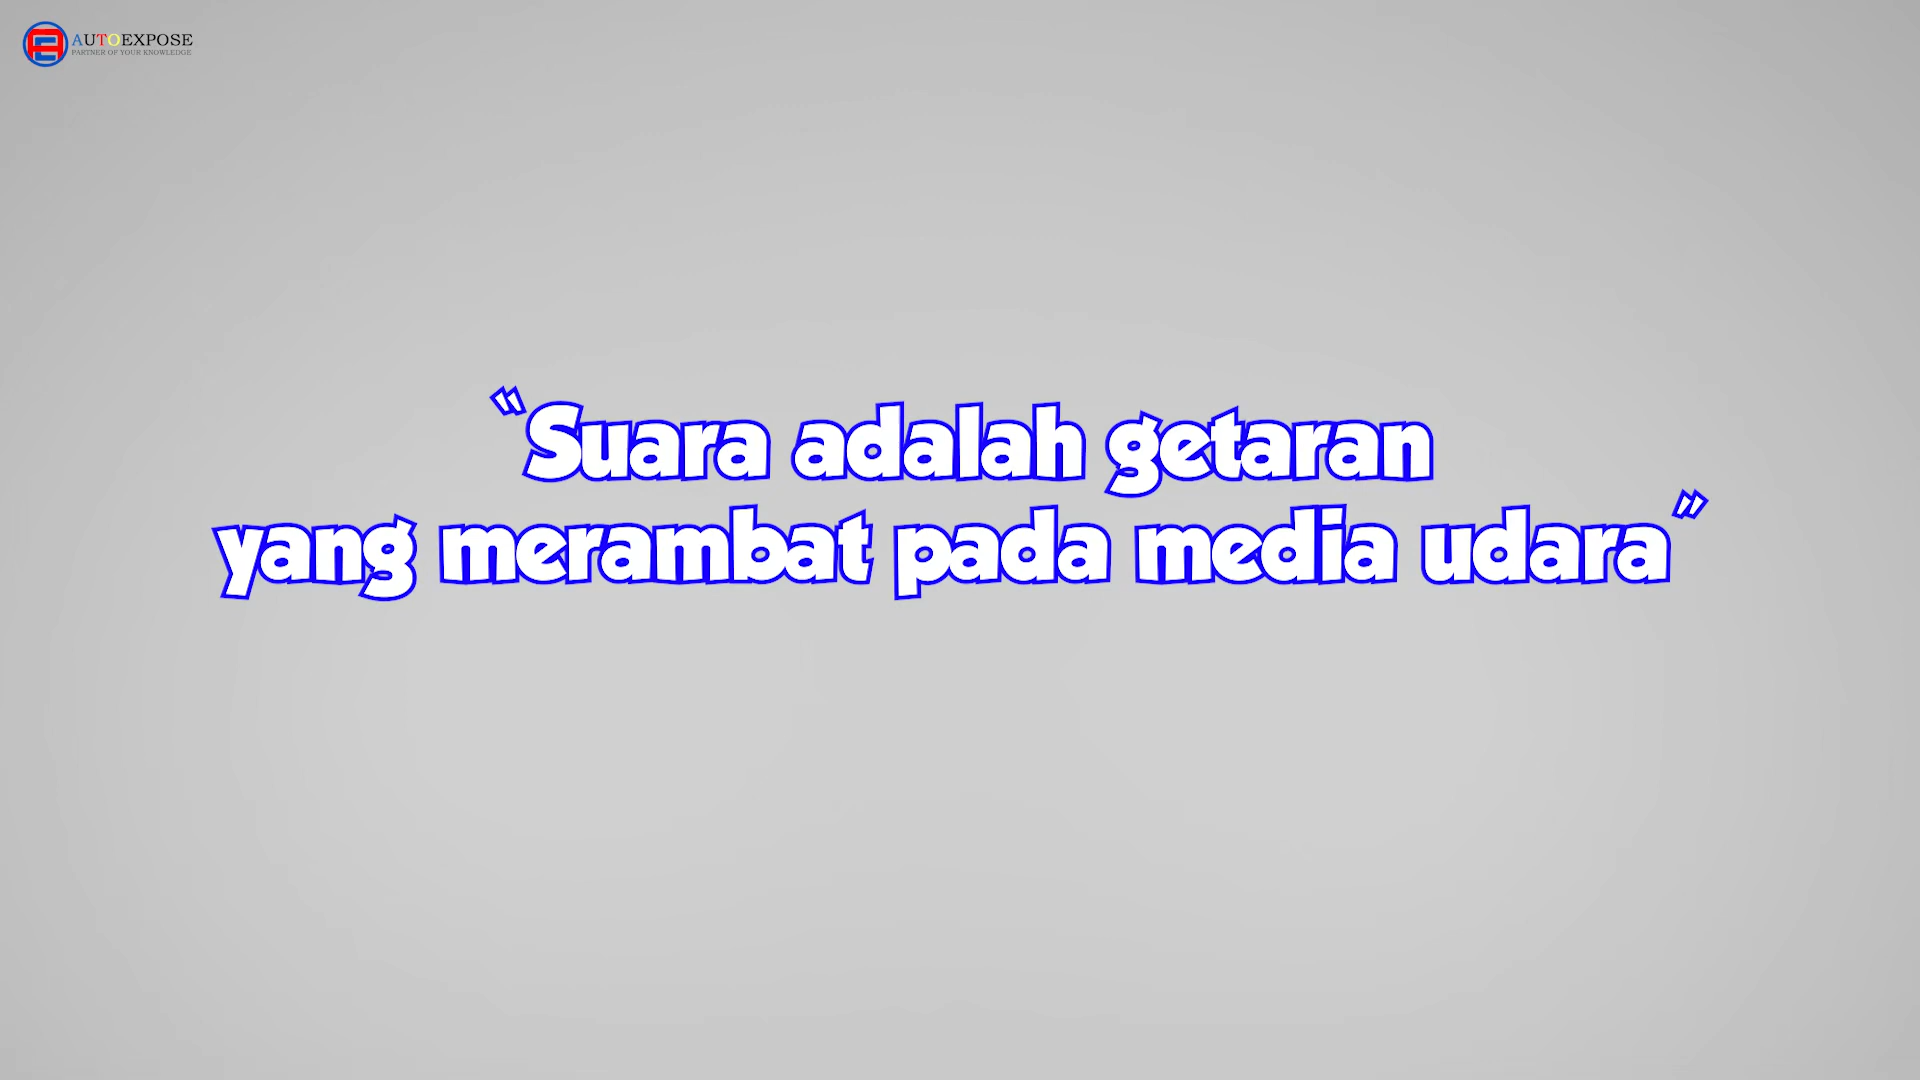 AUTOEXPOSE
PARTNER OF YOUR KNOWLEDGE
"Suara adalah getaran
yang merambat pada media udara"